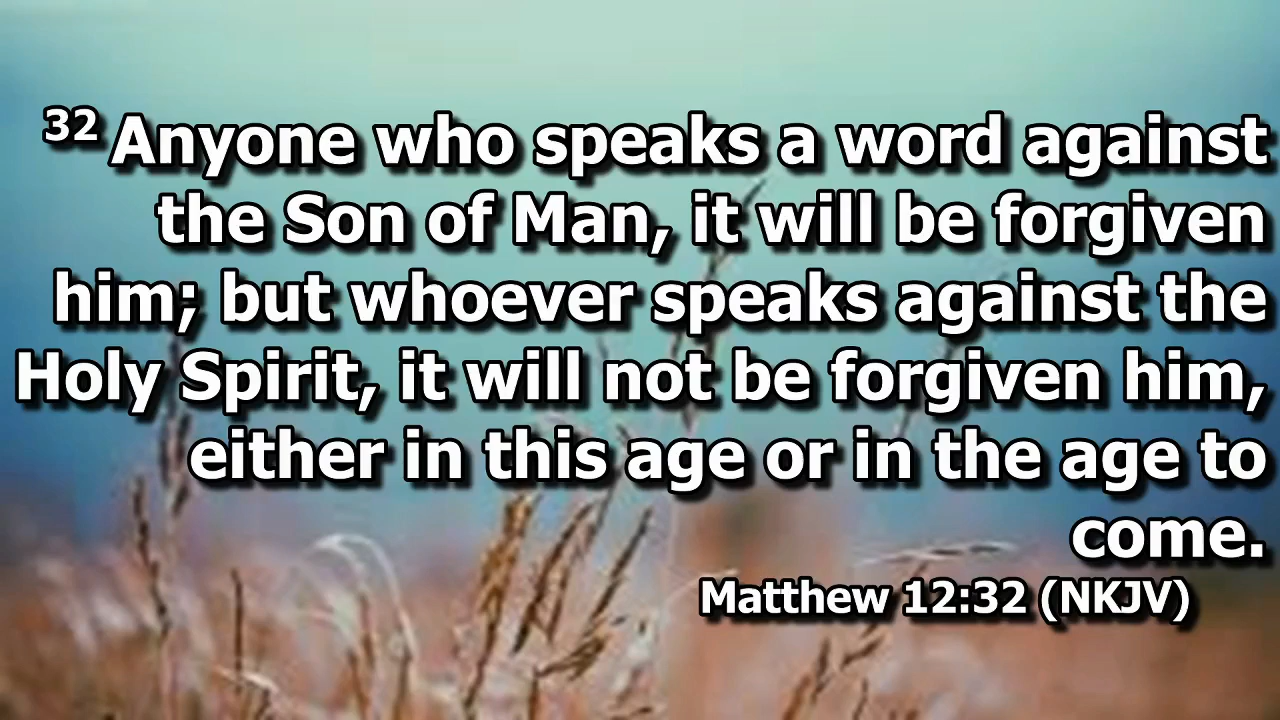 32 Anyone who speaks a word against
the Son of Man, it will be forgiven
him; but whoever speaks against the
Holy Spirit, it will not be forgiven him,
either in this age or in the age to
come.
Matthew 12:32 (NKJV)